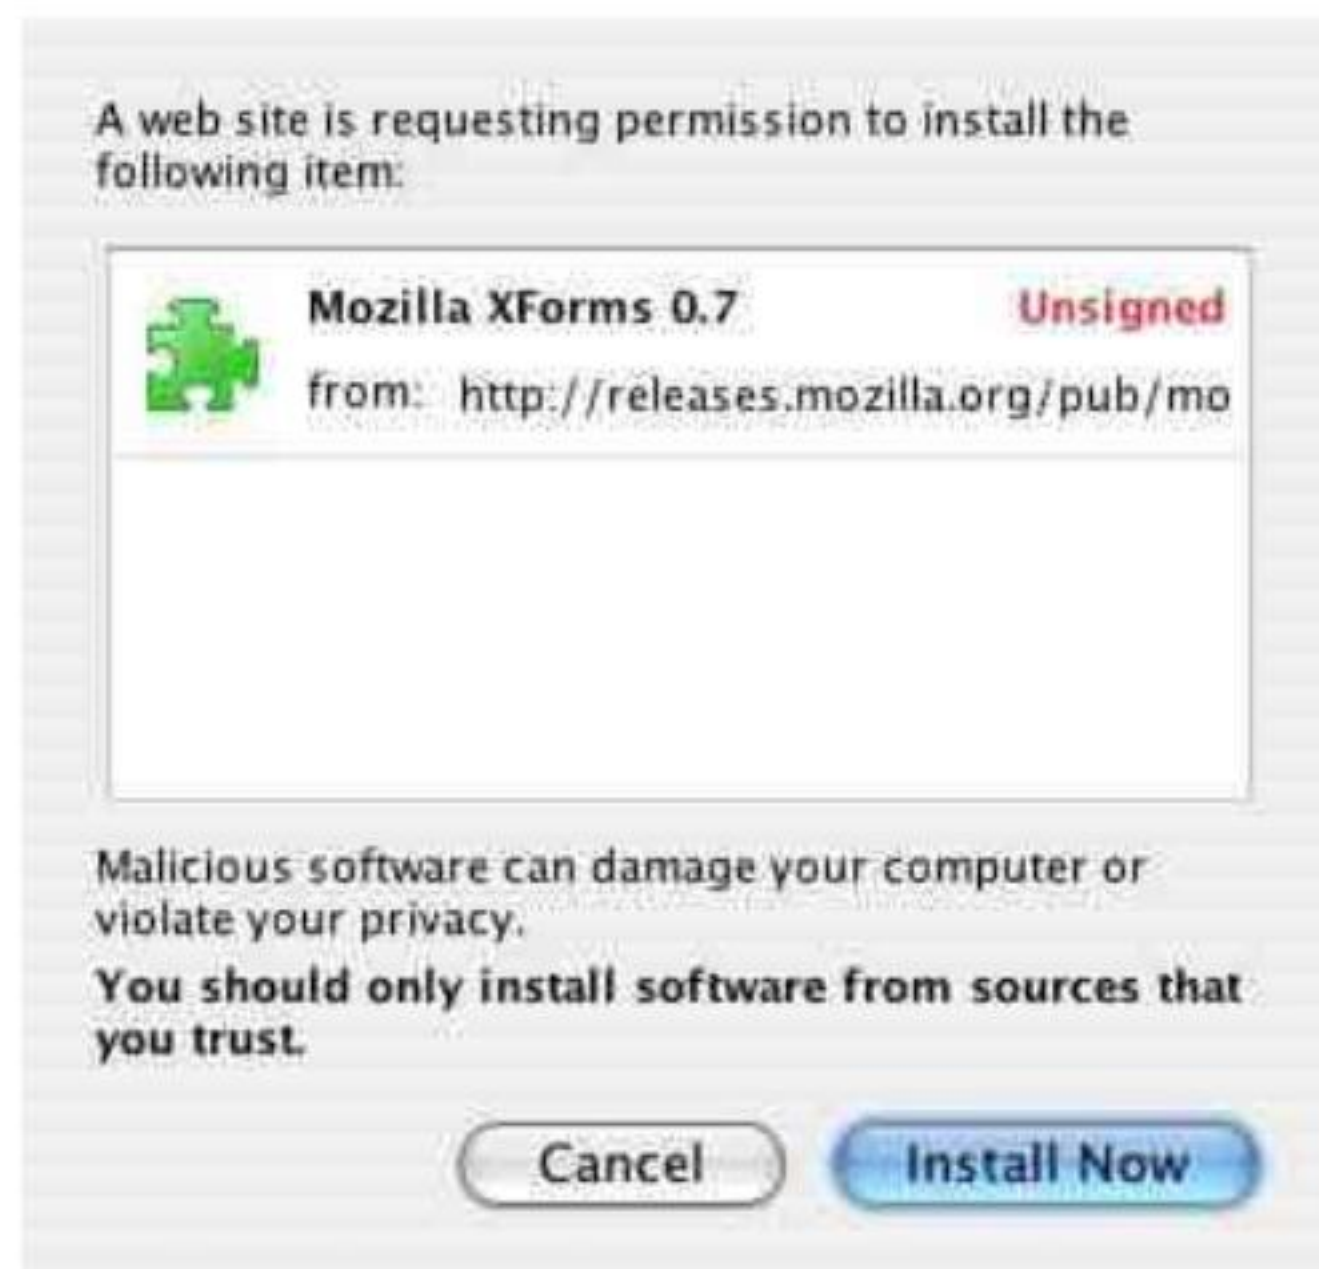 A web site is requesting permission to install the
following item:
Mozilla XForms 0.7 Unsigned
from: http://releases.mozilla.org/pub/mo
Malicious software can damage your computer or
violate your privacy.
You should only install software from sources that
you trust.
Cancel Install Now